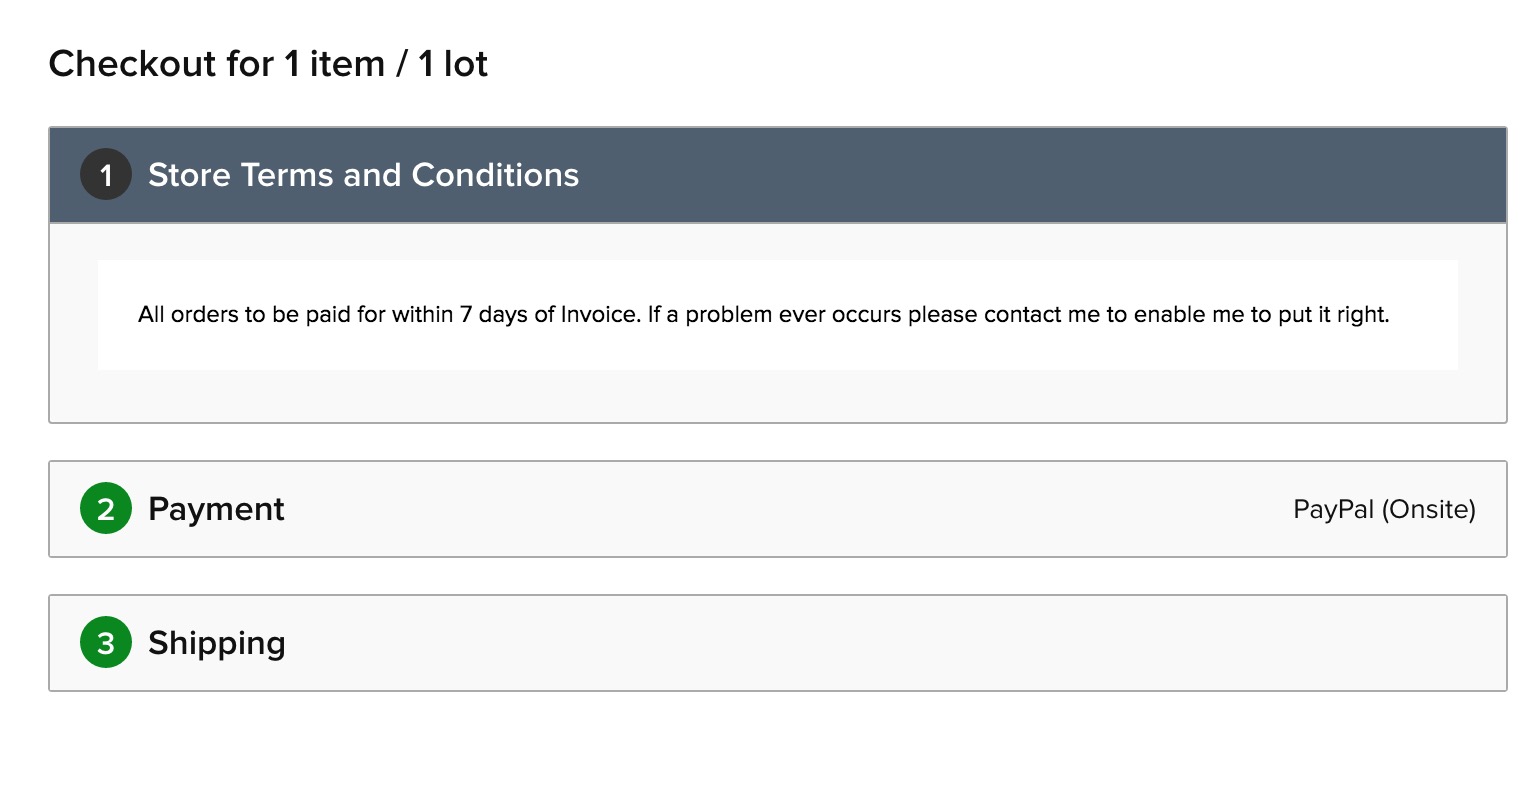 Checkout for 1 item / 1 lot
1 Store Terms and Conditions
All orders to be paid for within 7 days of Invoice. If a problem ever occurs please contact me to enable me to put it right.
2 Payment PayPal (Onsite)
3 Shipping